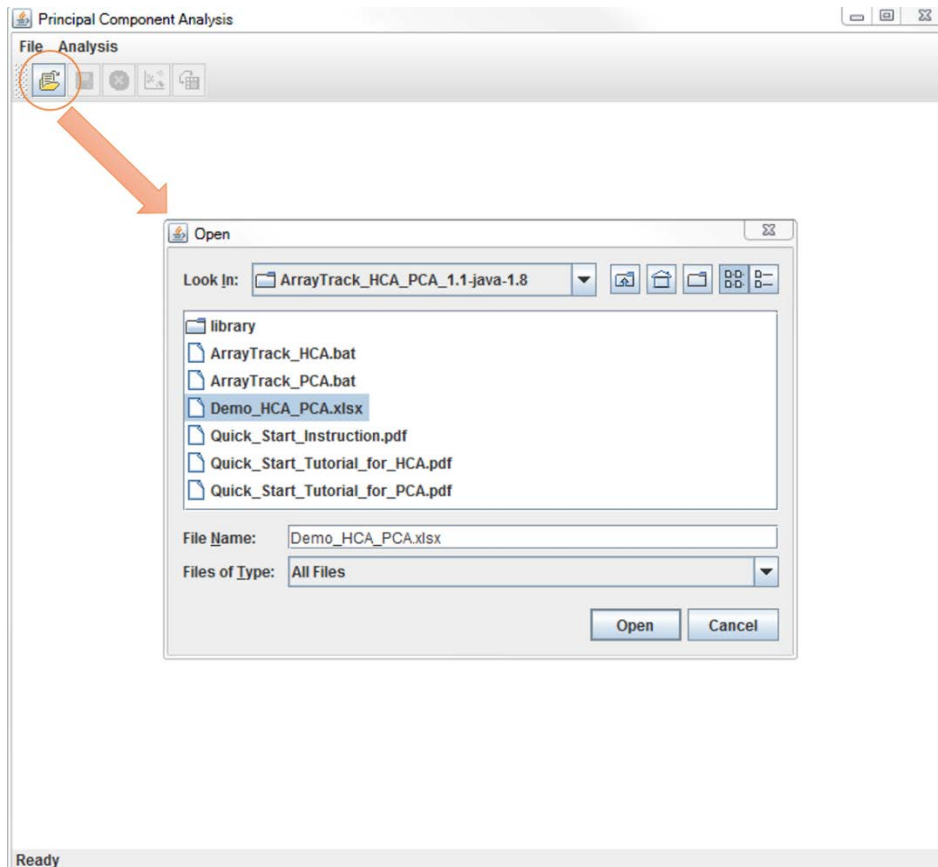 Principal Component Analysis
File Analysis
Open
Look In: ArrayTrack_HCA_PCA_1.1-java-1.8
library
ArrayTrack_HCA.bat
ArrayTrack_PCA.bat
Demo_HCA_PCA.xlsx
Quick_Start_Instruction.pdf
Quick_Start_Tutorial_for_HCA.pdf
Quick_Start_Tutorial_for_PCA.pdf
File Name: Demo_HCA_PCA.xlsx
Files of Type: All Files
Open Cancel
Ready